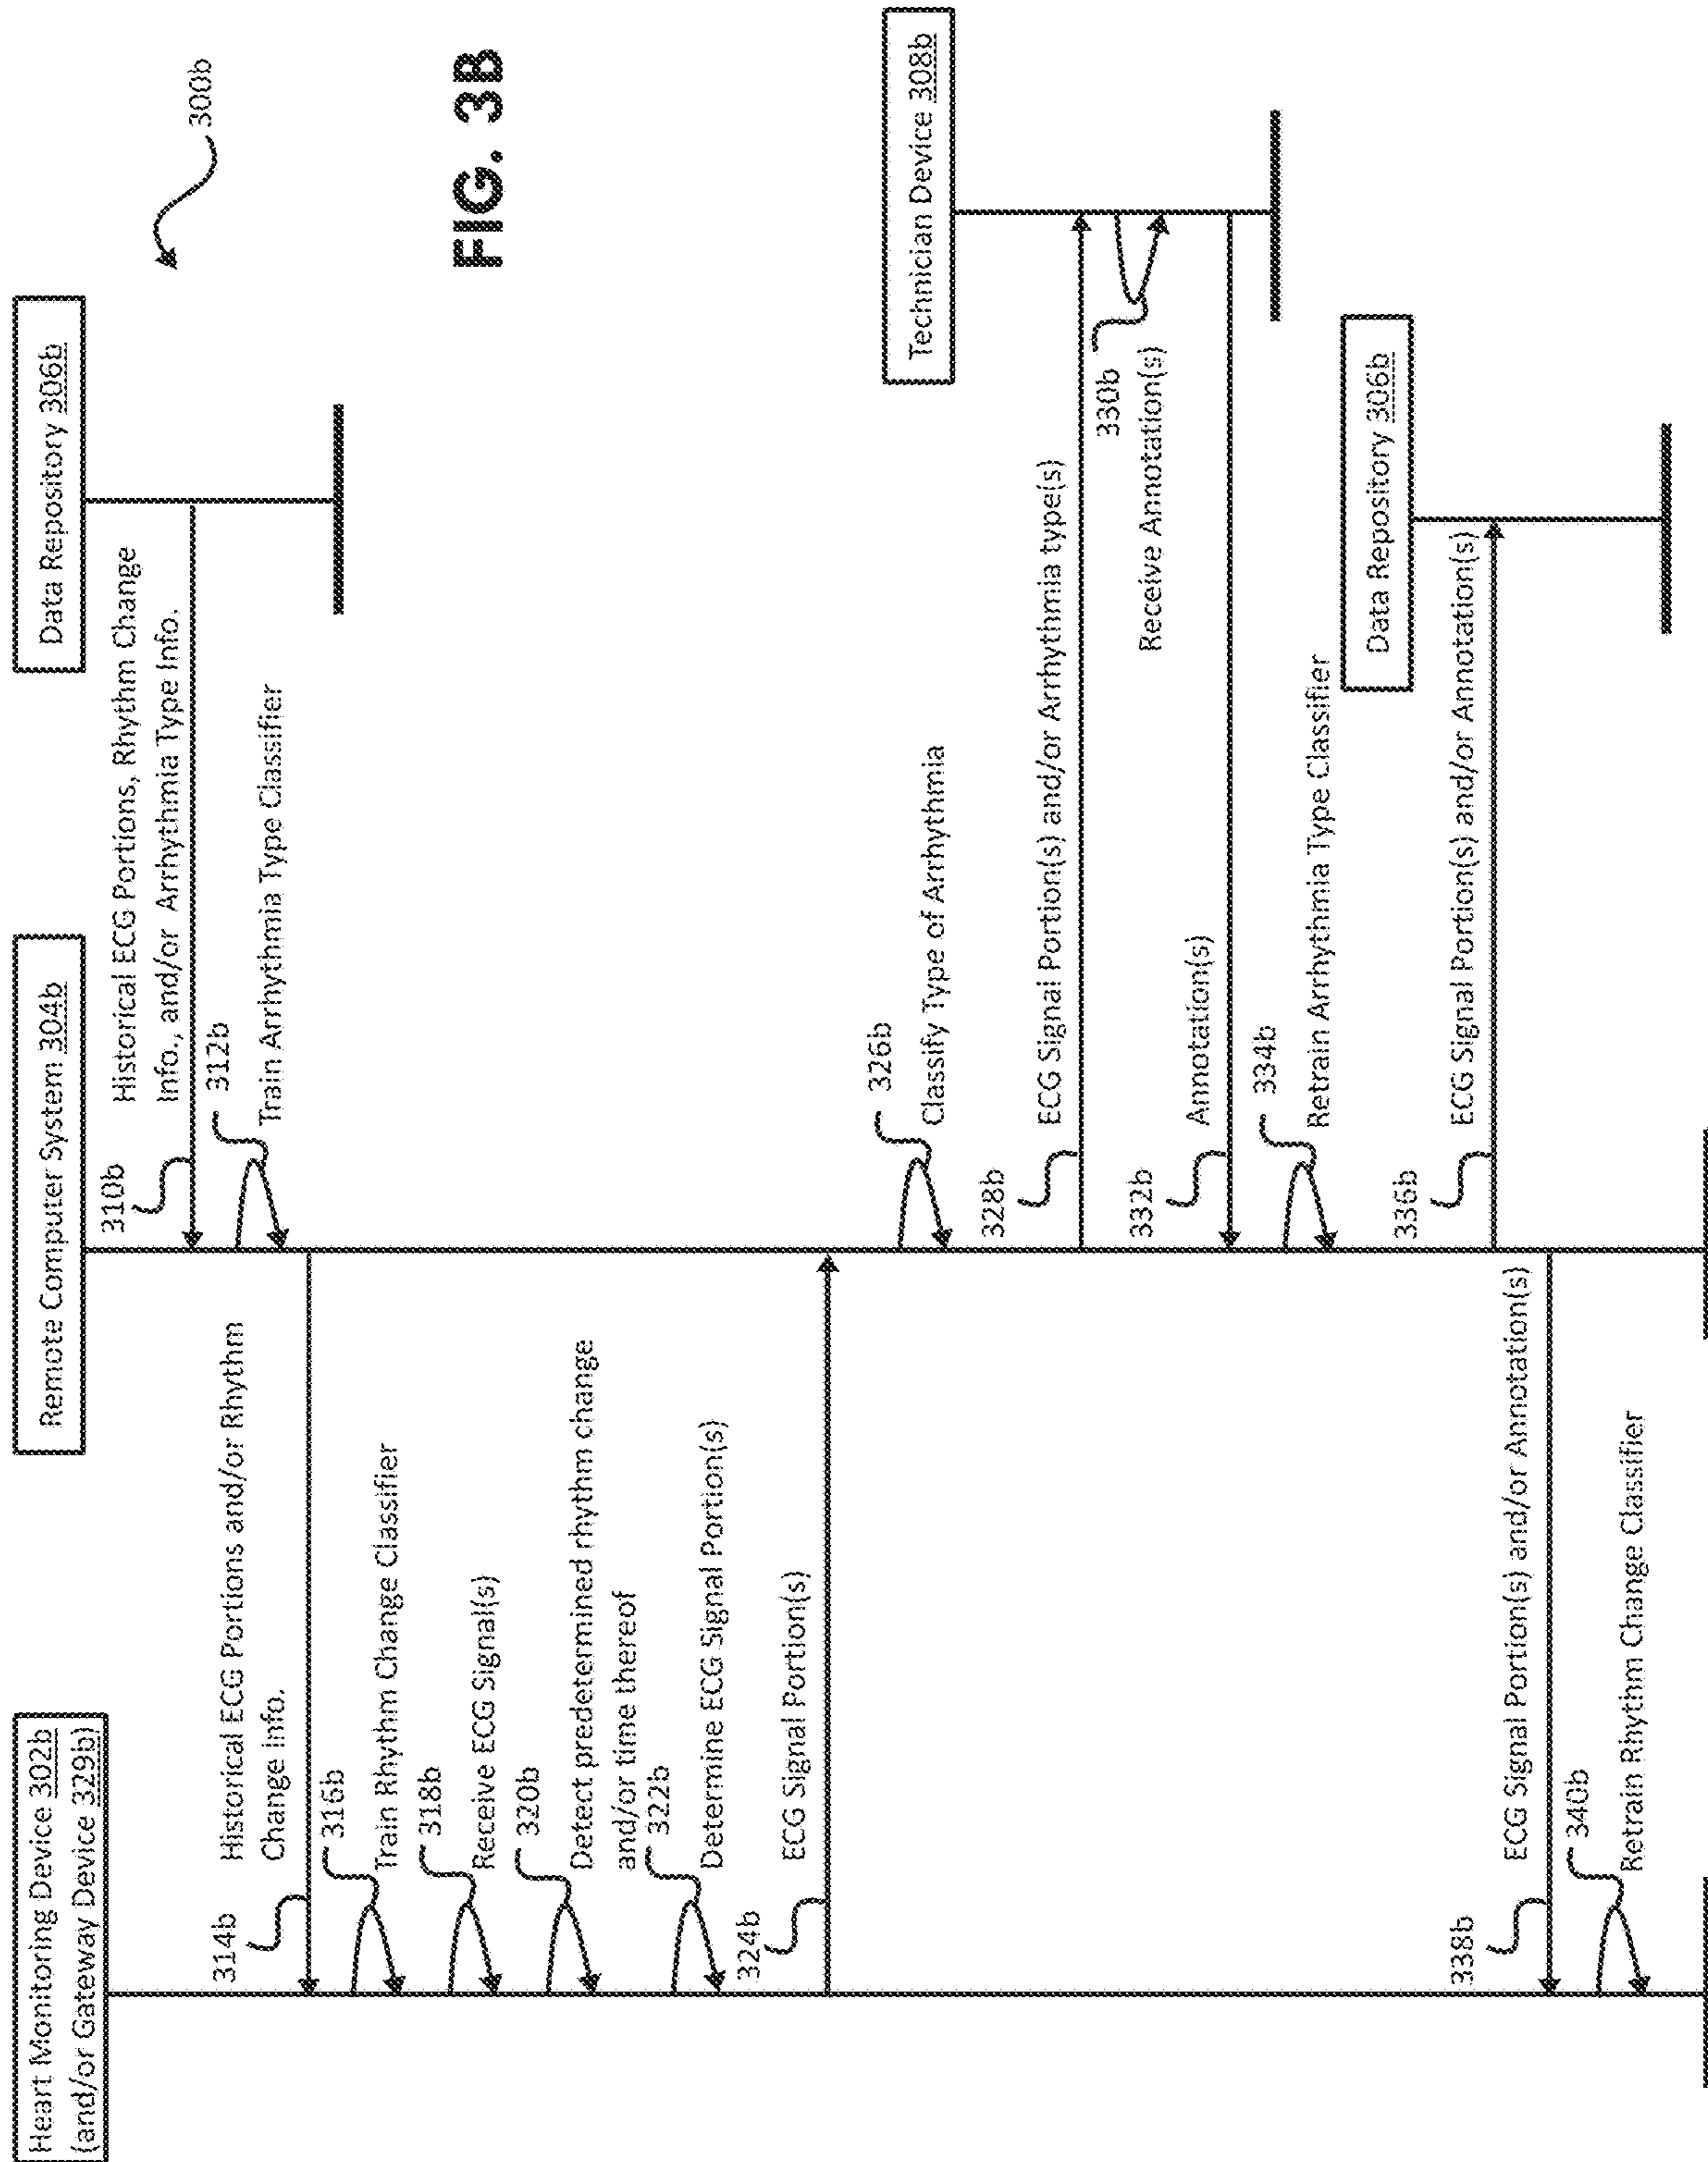 Heart Monitoring Device 302b
(and/or Gateway Device 329b)
Remote Computer System 304b
Data Repository 306b
300b
FIG. 3B
310b
Historical ECG Portions, Rhythm Change
Info., and/or Arrhythmia Type Info.
312b
Train Arrhythmia Type Classifier
314b
Historical ECG Portions and/or Rhythm
Change Info.
316b
Train Rhythm Change Classifier
318b
Receive ECG Signal(s)
320b
Detect predetermined rhythm change
and/or time thereof
322b
Determine ECG Signal Portion(s)
324b
ECG Signal Portion(s)
326b
Classify Type of Arrhythmia
Technician Device 308b
328b
ECG Signal Portion(s) and/or Arrhythmia type(s)
330b
Receive Annotation(s)
332b
Annotation(s)
334b
Retrain Arrhythmia Type Classifier
Data Repository 306b
336b
ECG Signal Portion(s) and/or Annotation(s)
338b
ECG Signal Portion(s) and/or Annotation(s)
340b
Retrain Rhythm Change Classifier